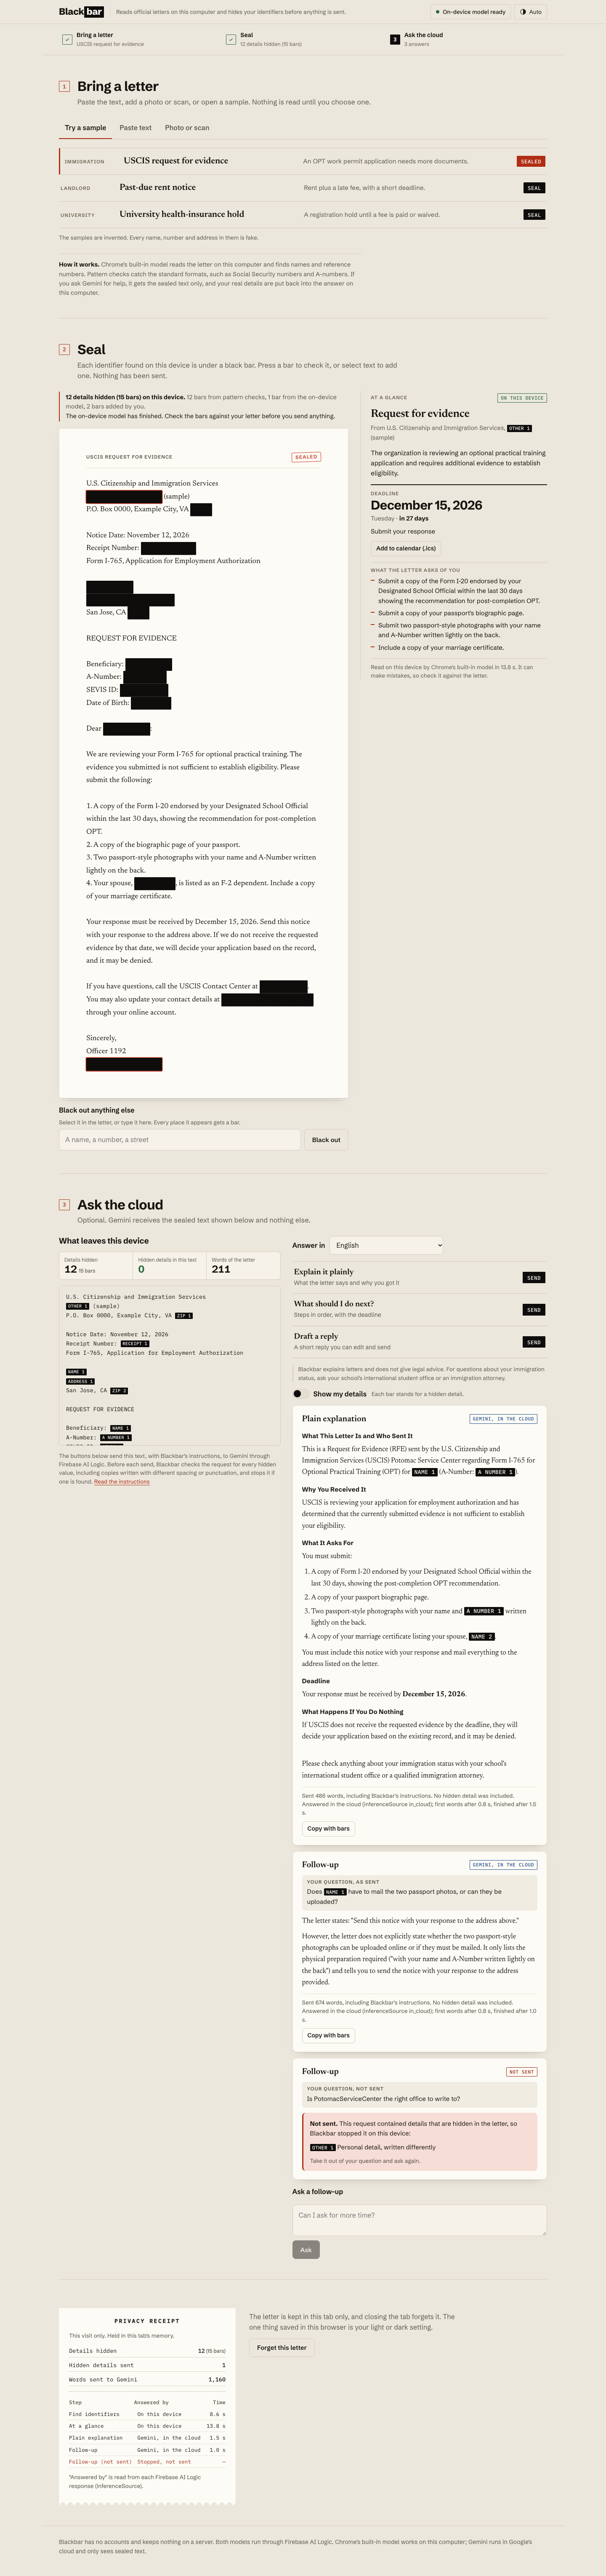 Blackbar
Reads official letters on this computer and hides your identifiers before anything is sent.
On-device model ready
Auto
Bring a letter
USCIS request for evidence
Seal
12 details hidden (15 bars)
3
Ask the cloud
3 answers
1
Bring a letter
Paste the text, add a photo or scan, or open a sample. Nothing is read until you choose one.
Try a sample
Paste text
Photo or scan
IMMIGRATION
USCIS request for evidence
An OPT work permit application needs more documents.
SEALED
LANDLORD
Past-due rent notice
Rent plus a late fee, with a short deadline.
SEAL
UNIVERSITY
University health-insurance hold
A registration hold until a fee is paid or waived.
SEAL
The samples are invented. Every name, number and address in them is fake.
How it works. Chrome's built-in model reads the letter on this computer and finds names and reference
numbers. Pattern checks catch the standard formats, such as Social Security numbers and A-numbers. If
you ask Gemini for help, it gets the sealed text only, and your real details are put back into the answer on
this computer.
2
Seal
Each identifier found on this device is under a black bar. Press a bar to check it, or select text to add
one. Nothing has been sent.
12 details hidden (15 bars) on this device. 12 bars from pattern checks, 1 bar from the on-device
model, 2 bars added by you.
The on-device model has finished. Check the bars against your letter before you send anything.
USCIS REQUEST FOR EVIDENCE
SEALED
U.S. Citizenship and Immigration Services
(sample)
P.O. Box 0000, Example City, VA
Notice Date: November 12, 2026
Receipt Number:
Form I-765, Application for Employment Authorization
San Jose, CA
REQUEST FOR EVIDENCE
Beneficiary:
A-Number:
SEVIS ID:
Date of Birth:
Dear :
We are reviewing your Form I-765 for optional practical training. The
evidence you submitted is not sufficient to establish eligibility. Please
submit the following:
1. A copy of the Form I-20 endorsed by your Designated School Official
within the last 30 days, showing the recommendation for post-completion
OPT.
2. A copy of the biographic page of your passport.
3. Two passport-style photographs with your name and A-Number written
lightly on the back.
4. Your spouse, , is listed as an F-2 dependent. Include a copy
of your marriage certificate.
Your response must be received by December 15, 2026. Send this notice
with your response to the address above. If we do not receive the requested
evidence by that date, we will decide your application based on the record,
and it may be denied.
If you have questions, call the USCIS Contact Center at .
You may also update your contact details at
through your online account.
Sincerely,
Officer 1192
AT A GLANCE
ON THIS DEVICE
Request for evidence
From U.S. Citizenship and Immigration Services, OTHER 1
(sample)
The organization is reviewing an optional practical training
application and requires additional evidence to establish
eligibility.
DEADLINE
December 15, 2026
Tuesday · in 27 days
Submit your response
Add to calendar (.ics)
WHAT THE LETTER ASKS OF YOU
Submit a copy of the Form I-20 endorsed by your
Designated School Official within the last 30 days
showing the recommendation for post-completion OPT.
Submit a copy of your passport's biographic page.
Submit two passport-style photographs with your name
and A-Number written lightly on the back.
Include a copy of your marriage certificate.
Read on this device by Chrome's built-in model in 13.8 s. It can
make mistakes, so check it against the letter.
Black out anything else
Select it in the letter, or type it here. Every place it appears gets a bar.
A name, a number, a street
Black out
3
Ask the cloud
Optional. Gemini receives the sealed text shown below and nothing else.
What leaves this device
Details hidden
12 15 bars
Hidden details in this text
0
Words of the letter
211
U.S. Citizenship and Immigration Services
OTHER 1 (sample)
P.O. Box 0000, Example City, VA ZIP 1
Notice Date: November 12, 2026
Receipt Number: RECEIPT 1
Form I-765, Application for Employment Authorization
NAME 1
ADDRESS 1
San Jose, CA ZIP 2
REQUEST FOR EVIDENCE
Beneficiary: NAME 1
A-Number: A NUMBER 1
The buttons below send this text, with Blackbar's instructions, to Gemini through
Firebase AI Logic. Before each send, Blackbar checks the request for every hidden
value, including copies written with different spacing or punctuation, and stops it if
one is found. Read the instructions
Answer in
English
Explain it plainly
What the letter says and why you got it
SEND
What should I do next?
Steps in order, with the deadline
SEND
Draft a reply
A short reply you can edit and send
SEND
Blackbar explains letters and does not give legal advice. For questions about your immigration
status, ask your school's international student office or an immigration attorney.
Show my details
Each bar stands for a hidden detail.
Plain explanation
GEMINI, IN THE CLOUD
What This Letter Is and Who Sent It
This is a Request for Evidence (RFE) sent by the U.S. Citizenship and
Immigration Services (USCIS) Potomac Service Center regarding Form I-765 for
Optional Practical Training (OPT) for NAME 1 (A-Number: A NUMBER 1).
Why You Received It
USCIS is reviewing your application for employment authorization and has
determined that the currently submitted evidence is not sufficient to establish
your eligibility.
What It Asks For
You must submit:
1. A copy of Form I-20 endorsed by your Designated School Official within the
last 30 days, showing the post-completion OPT recommendation.
2. A copy of your passport biographic page.
3. Two passport-style photographs with your name and A NUMBER 1 written
lightly on the back.
4. A copy of your marriage certificate listing your spouse, NAME 2.
You must include this notice with your response and mail everything to the
address listed on the letter.
Deadline
Your response must be received by December 15, 2026.
What Happens If You Do Nothing
If USCIS does not receive the requested evidence by the deadline, they will
decide your application based on the existing record, and it may be denied.
Please check anything about your immigration status with your school's
international student office or a qualified immigration attorney.
Sent 486 words, including Blackbar's instructions. No hidden detail was included.
Answered in the cloud (inferenceSource in_cloud); first words after 0.8 s, finished after 1.5
s.
Copy with bars
Follow-up
GEMINI, IN THE CLOUD
YOUR QUESTION, AS SENT
Does NAME 1 have to mail the two passport photos, or can they be
uploaded?
The letter states: "Send this notice with your response to the address above."
However, the letter does not explicitly state whether the two passport-style
photographs can be uploaded online or if they must be mailed. It only lists the
physical preparation required ("with your name and A-Number written lightly on
the back") and tells you to send the notice with your response to the address
provided.
Sent 674 words, including Blackbar's instructions. No hidden detail was included.
Answered in the cloud (inferenceSource in_cloud); first words after 0.8 s, finished after 1.0
s.
Copy with bars
Follow-up
NOT SENT
YOUR QUESTION, NOT SENT
Is PotomacServiceCenter the right office to write to?
Not sent. This request contained details that are hidden in the letter, so
Blackbar stopped it on this device:
OTHER 1 Personal detail, written differently
Take it out of your question and ask again.
Ask a follow-up
Can I ask for more time?
Ask
PRIVACY RECEIPT
This visit only. Held in this tab's memory.
Details hidden 12 (15 bars)
Hidden details sent 1
Words sent to Gemini 1,160
Step Answered by Time
Find identifiers On this device 8.6 s
At a glance On this device 13.8 s
Plain explanation Gemini, in the cloud 1.5 s
Follow-up Gemini, in the cloud 1.0 s
Follow-up (not sent) Stopped, not sent —
"Answered by" is read from each Firebase AI Logic
response (inferenceSource).
The letter is kept in this tab only, and closing the tab forgets it. The
one thing saved in this browser is your light or dark setting.
Forget this letter
Blackbar has no accounts and keeps nothing on a server. Both models run through Firebase AI Logic. Chrome's built-in model works on this computer; Gemini runs in Google's
cloud and only sees sealed text.